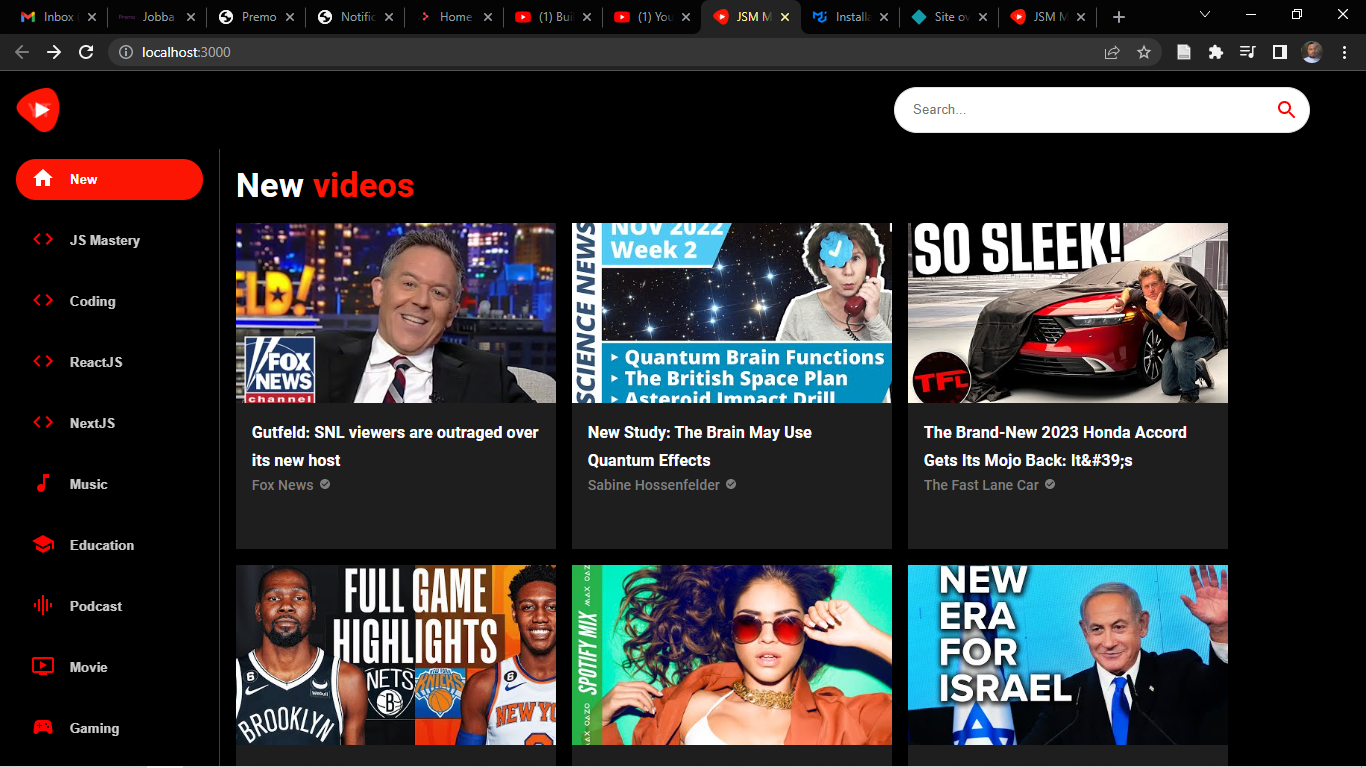 Inbox (
Jobba
Premo
Notific
Home
(1) Bui
(1) You
JSM M
Installa
Site ov
JSM M
localhost:3000
Search...
New
JS Mastery
Coding
ReactJS
NextJS
Music
Education
Podcast
Movie
Gaming
New videos
ELD!
FOX
NEWS
channel
Gutfeld: SNL viewers are outraged over
its new host
Fox News
SCIENCE NEWS
NOV 2022
Week 2
Quantum Brain Functions
The British Space Plan
Asteroid Impact Drill
New Study: The Brain May Use
Quantum Effects
Sabine Hossenfelder
SO SLEEK!
TFL
The Brand-New 2023 Honda Accord
Gets Its Mojo Back: It&#39;s
The Fast Lane Car
FULL GAME
HIGHLIGHTS
NETS
B
KNICKS
6
BROOKLYN
6
NEW YO
SPOTIFY MIX
NEW
ERA
FOR
ISRAEL